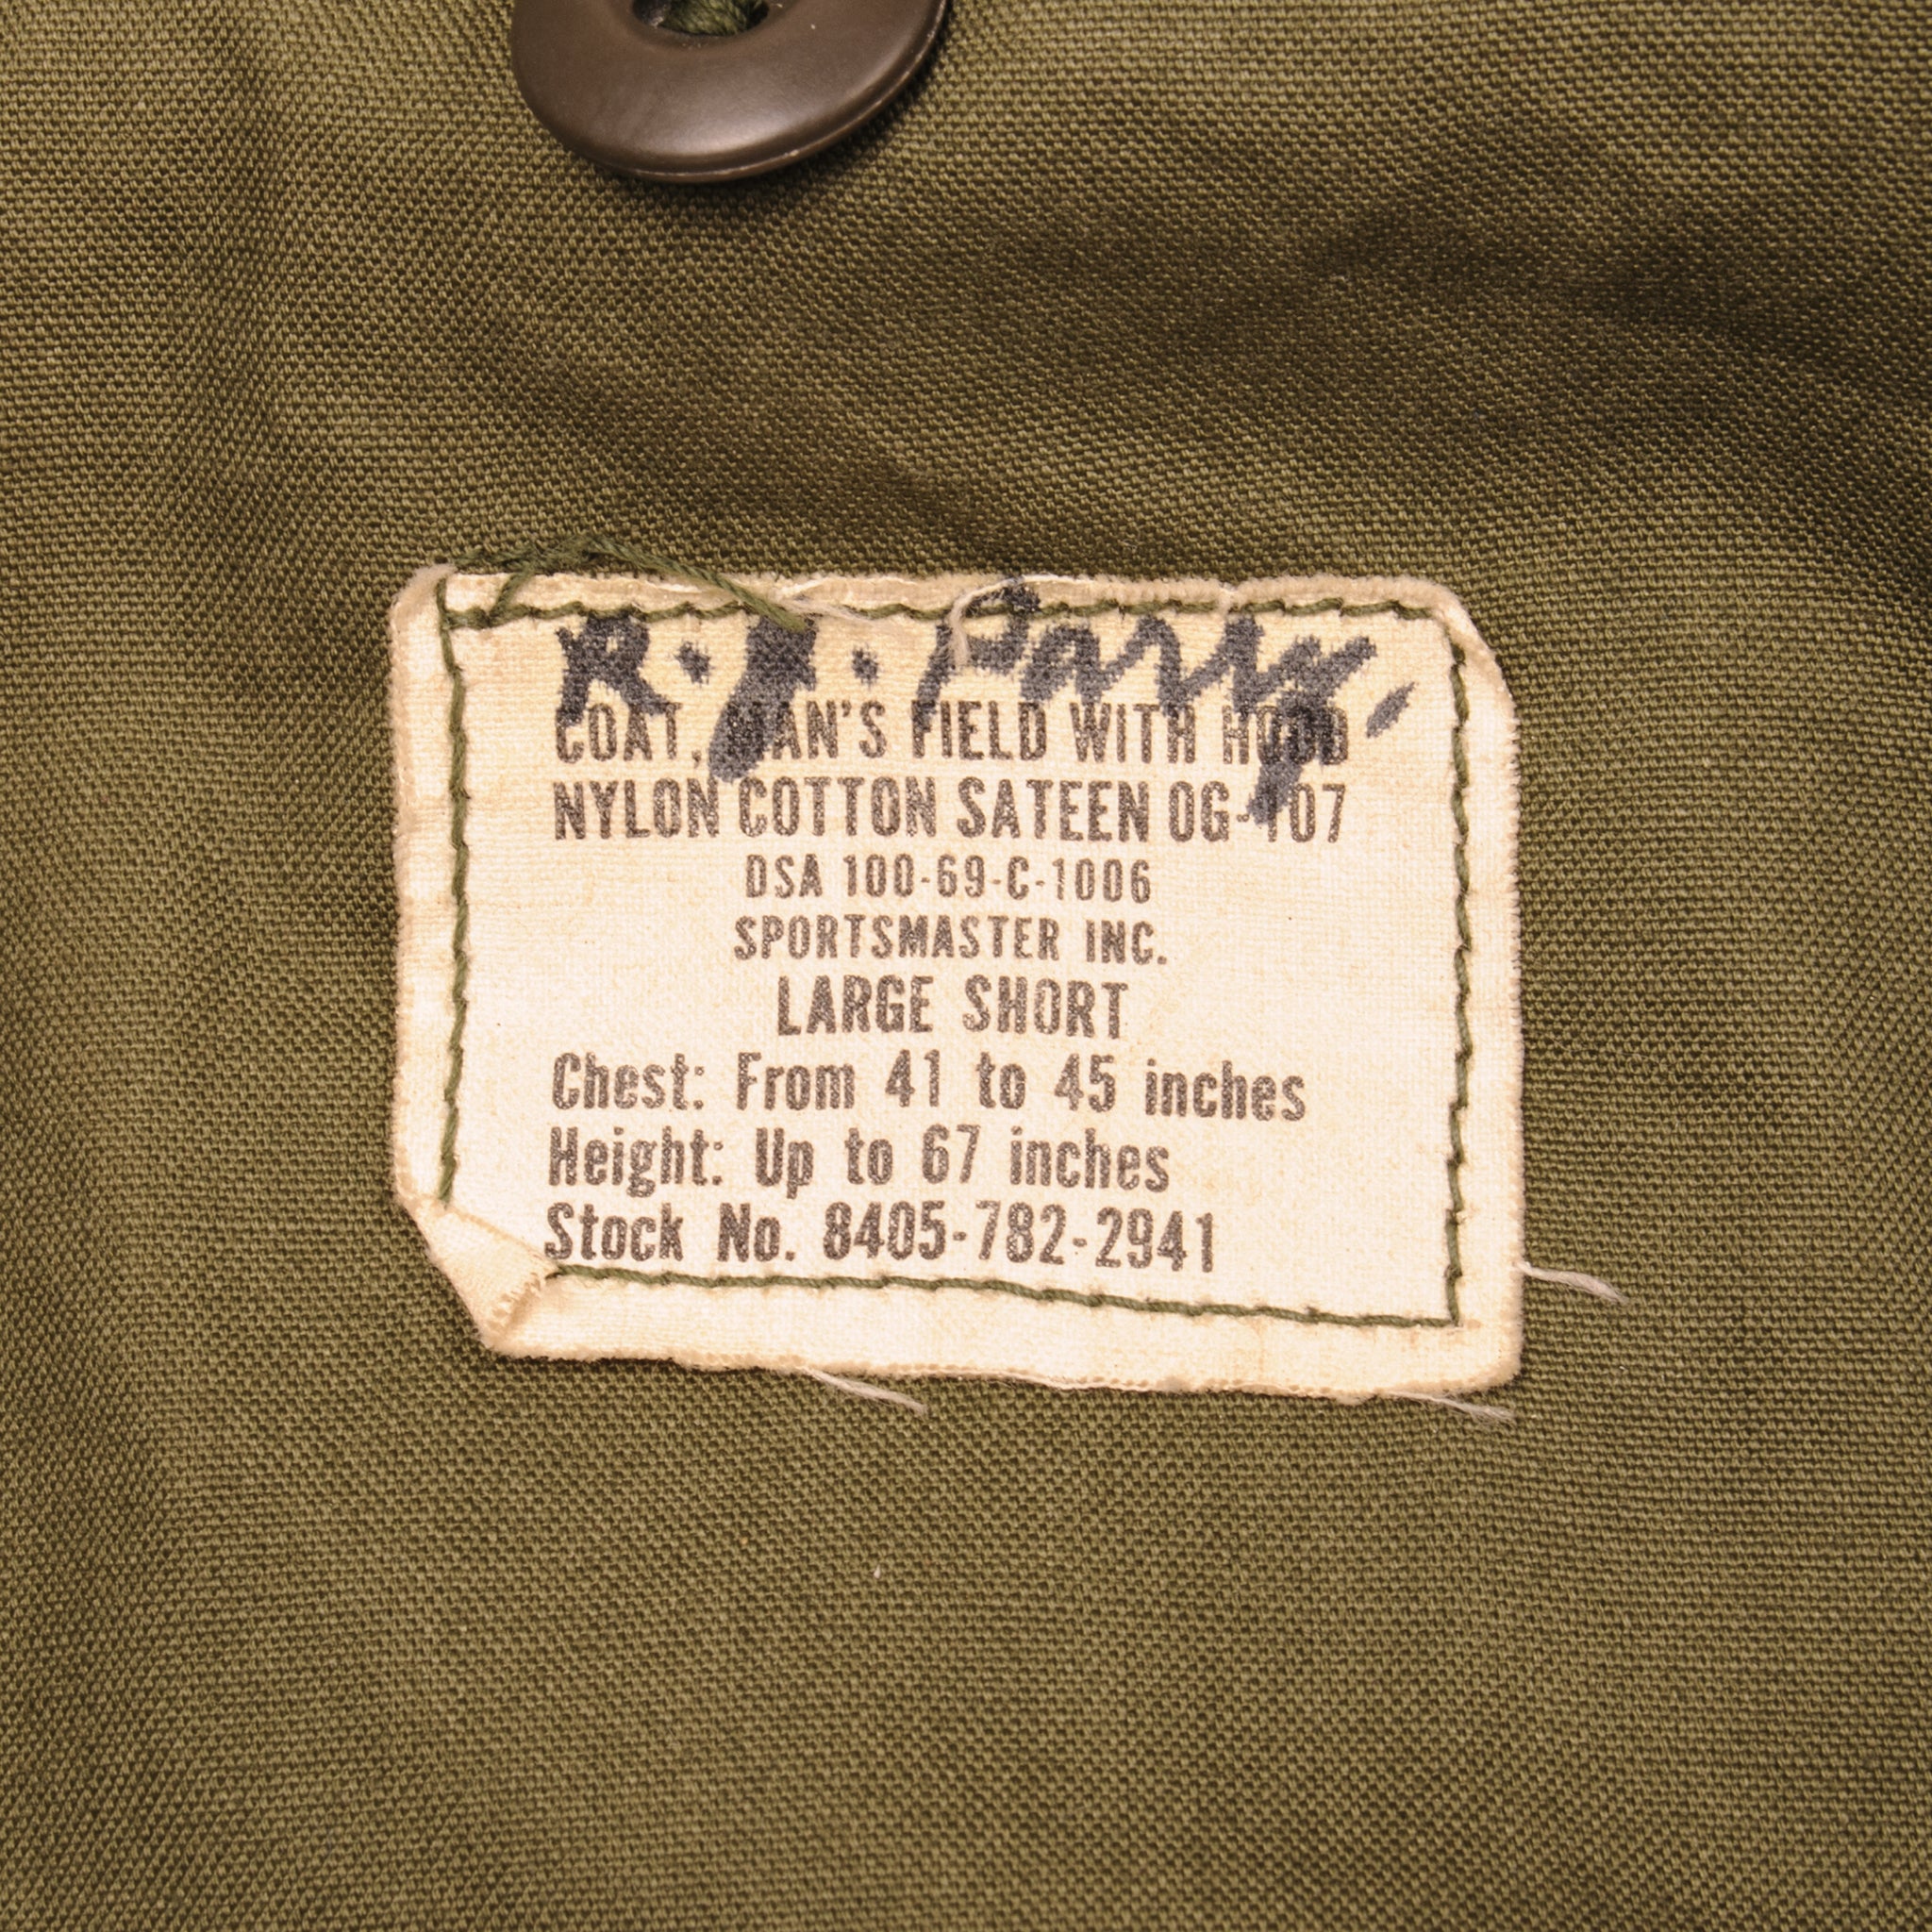 R. J. Parry.
COAT, MAN'S FIELD WITH HOOD
NYLON COTTON SATEEN OG-107
DSA 100-69-C-1006
SPORTSMASTER INC.
LARGE SHORT
Chest: From 41 to 45 inches
Height: Up to 67 inches
Stock No. 8405-782-2941